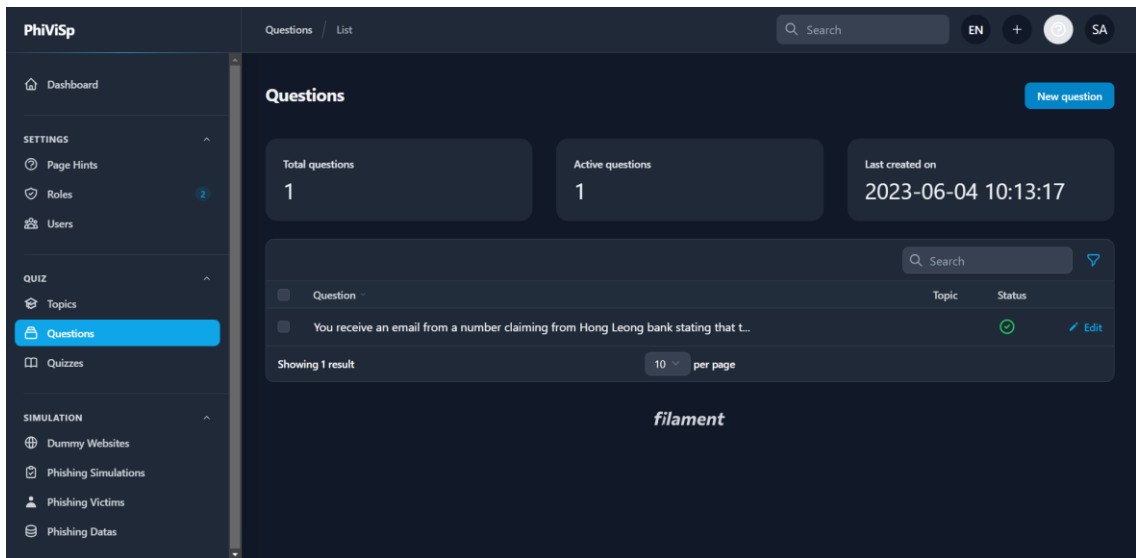 PhiViSp
Questions / List
Search
EN
+
SA
Dashboard
SETTINGS
Page Hints
Roles
2
Users
QUIZ
Topics
Questions
Quizzes
SIMULATION
Dummy Websites
Phishing Simulations
Phishing Victims
Phishing Datas
Questions
New question
Total questions
1
Active questions
1
Last created on
2023-06-04 10:13:17
Search
Question Topic Status
You receive an email from a number claiming from Hong Leong bank stating that t...
Edit
Showing 1 result
10 per page
filament